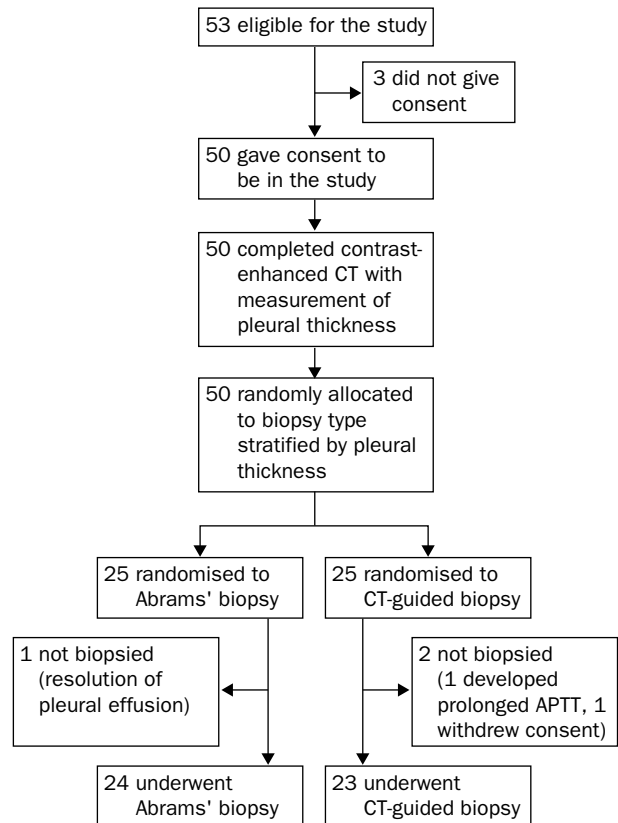 53 eligible for the study
3 did not give
consent
50 gave consent to
be in the study
50 completed contrast-
enhanced CT with
measurement of
pleural thickness
50 randomly allocated
to biopsy type
stratified by pleural
thickness
25 randomised to
Abrams' biopsy
25 randomised to
CT-guided biopsy
1 not biopsied
(resolution of
pleural effusion)
2 not biopsied
(1 developed
prolonged APTT, 1
withdrew consent)
24 underwent
Abrams' biopsy
23 underwent
CT-guided biopsy